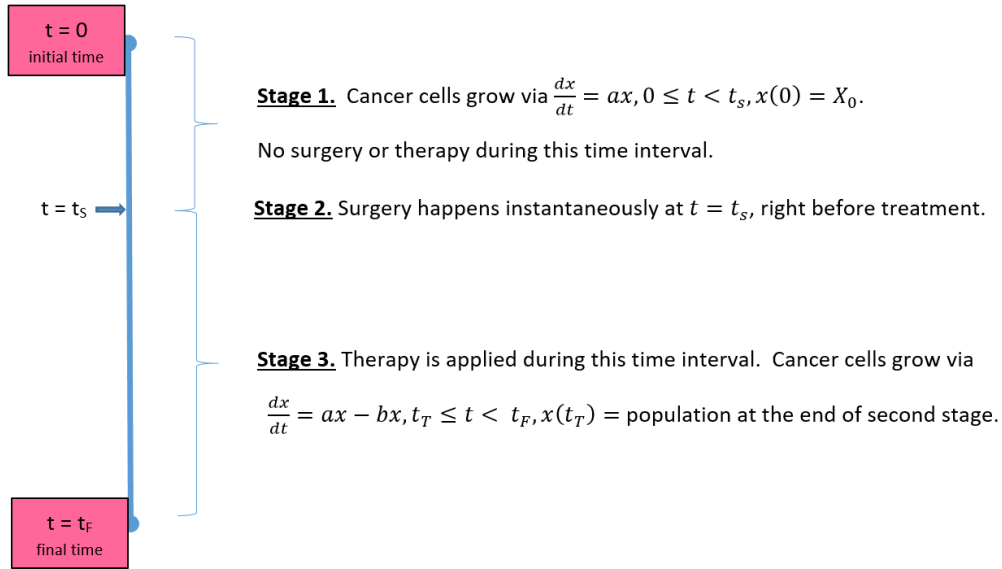 t = 0
initial time
Stage 1. Cancer cells grow via dx/dt = ax, 0 ≤ t < tₛ, x(0) = X₀.
No surgery or therapy during this time interval.
t = t_S
Stage 2. Surgery happens instantaneously at t = tₛ, right before treatment.
Stage 3. Therapy is applied during this time interval. Cancer cells grow via
dx/dt = ax − bx, t_T ≤ t < t_F, x(t_T) = population at the end of second stage.
t = t_F
final time